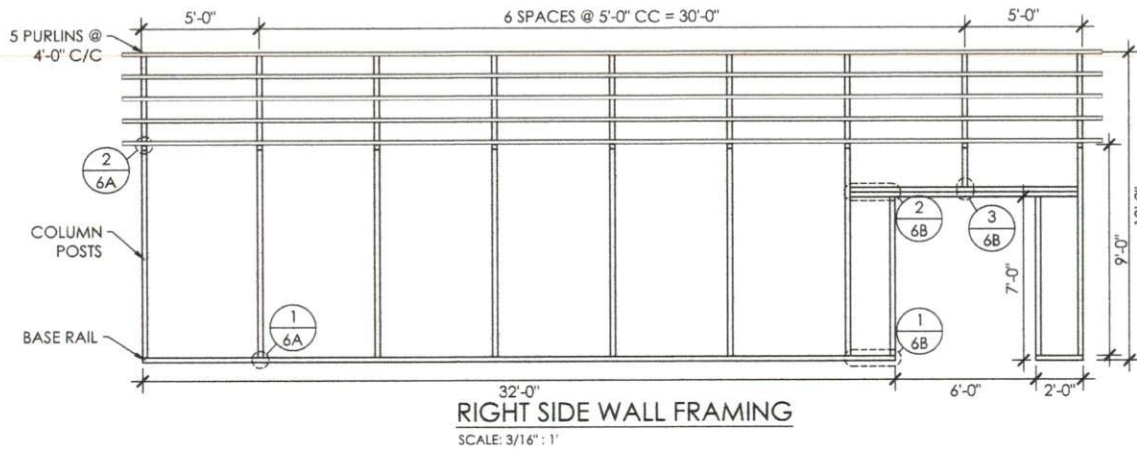 5'-0"
6 SPACES @ 5'-0" CC = 30'-0"
5'-0"
5 PURLINS @
4'-0" C/C
2
6A
COLUMN
POSTS
BASE RAIL
1
6A
2
6B
3
6B
1
6B
7'-0"
9'-0"
32'-0"
6'-0"
2'-0"
RIGHT SIDE WALL FRAMING
SCALE: 3/16" : 1'